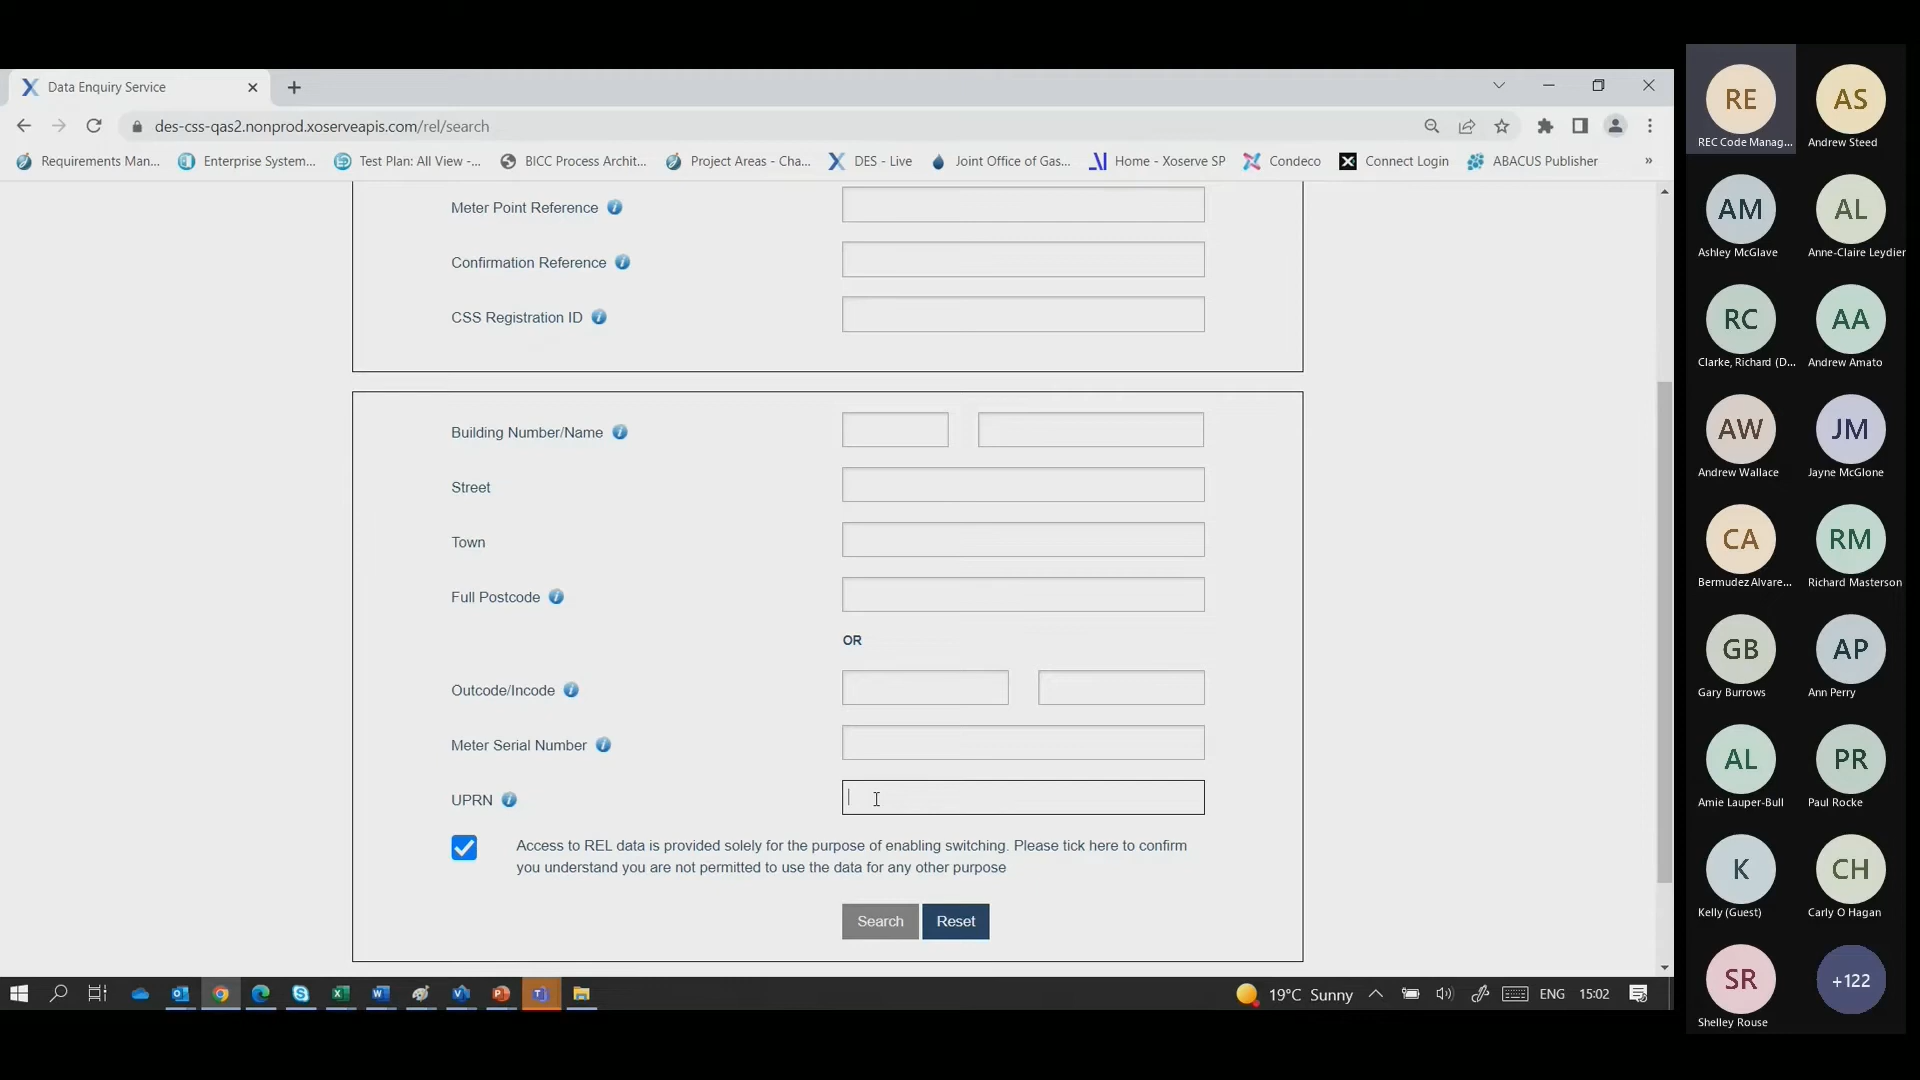 Data Enquiry Service
des-css-qas2.nonprod.xoserveapis.com/rel/search
Requirements Man...
Enterprise System...
Test Plan: All View -...
BICC Process Archit...
Project Areas - Cha...
DES - Live
Joint Office of Gas...
Home - Xoserve SP
Condeco
Connect Login
ABACUS Publisher
»
Meter Point Reference
Confirmation Reference
CSS Registration ID
Building Number/Name
Street
Town
Full Postcode
OR
Outcode/Incode
Meter Serial Number
UPRN
Access to REL data is provided solely for the purpose of enabling switching. Please tick here to confirm
you understand you are not permitted to use the data for any other purpose
Search Reset
19°C Sunny
ENG
15:02
RE
REC Code Manag...
AS
Andrew Steed
AM
Ashley McGlave
AL
Anne-Claire Leydier
RC
Clarke, Richard (D...
AA
Andrew Amato
AW
Andrew Wallace
JM
Jayne McGlone
CA
Bermudez Alvare...
RM
Richard Masterson
GB
Gary Burrows
AP
Ann Perry
AL
Amie Lauper-Bull
PR
Paul Rocke
K
Kelly (Guest)
CH
Carly O Hagan
SR
Shelley Rouse
+122